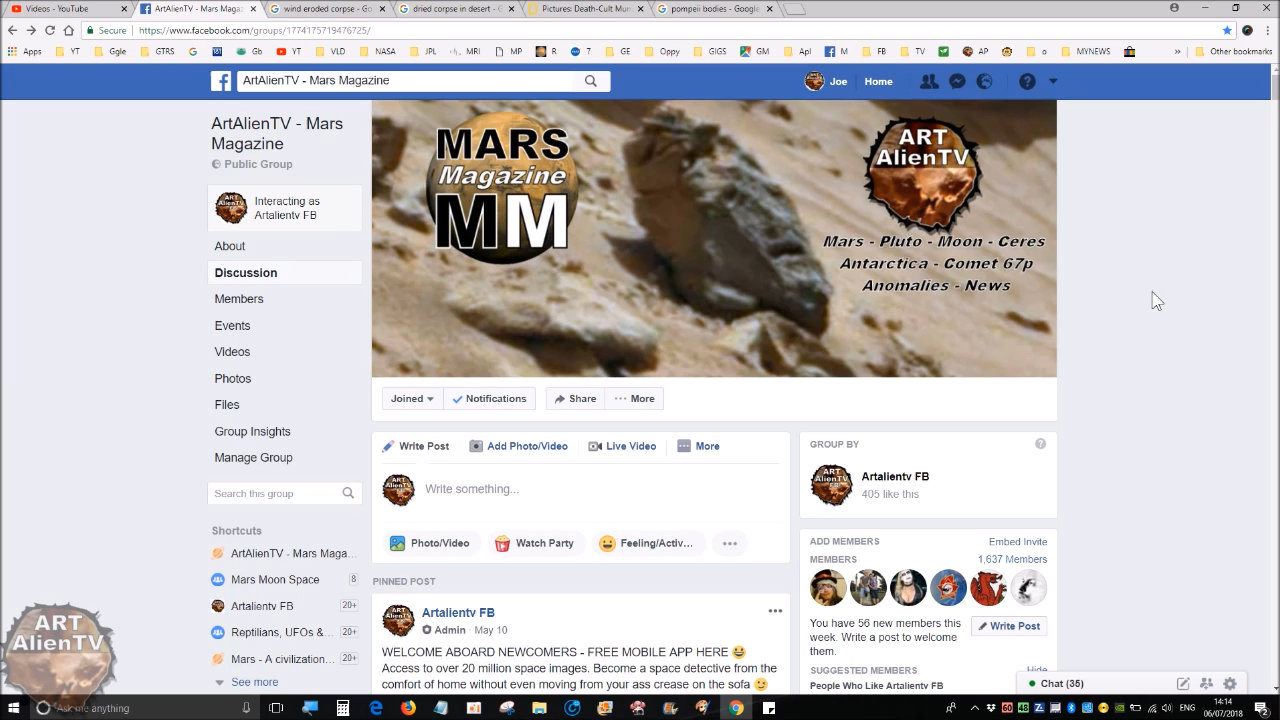 Videos - YouTube
ArtAlienTV - Mars Maga
wind eroded corpse - Go
dried corpse in desert - G
Pictures: Death-Cult Mur
pompeii bodies - Google
Secure
https://www.facebook.com/groups/1774175719476725/
Apps YT Ggle GTRS Gb YT VLD NASA JPL MRI MP R 7 GE Oppy GIGS GM Apl M FB TV AP o MYNEWS » Other bookmarks
ArtAlienTV - Mars Magazine
Joe Home
ArtAlienTV - Mars
Magazine
Public Group
Interacting as
Artalientv FB
About
Discussion
Members
Events
Videos
Photos
Files
Group Insights
Manage Group
Search this group
Shortcuts
ArtAlienTV - Mars Maga...
Mars Moon Space 8
Artalientv FB 20+
Reptilians, UFOs &... 20+
Mars - A civilization... 20+
See more
MARS
Magazine
MM
ART
AlienTV
Mars - Pluto - Moon - Ceres
Antarctica - Comet 67p
Anomalies - News
Joined
Notifications
Share
More
Write Post
Add Photo/Video
Live Video
More
Write something...
Photo/Video
Watch Party
Feeling/Activ...
PINNED POST
Artalientv FB
Admin · May 10
WELCOME ABOARD NEWCOMERS - FREE MOBILE APP HERE
Access to over 20 million space images. Become a space detective from the
comfort of home without even moving from your ass crease on the sofa
GROUP BY
Artalientv FB
405 like this
ADD MEMBERS
Embed Invite
MEMBERS
1,637 Members
You have 56 new members this
week. Write a post to welcome
them.
Write Post
SUGGESTED MEMBERS
Hide
People Who Like Artalientv FB
Chat (35)
ART
AlienTV
Ask me anything
60 48
ENG
14:14
06/07/2018